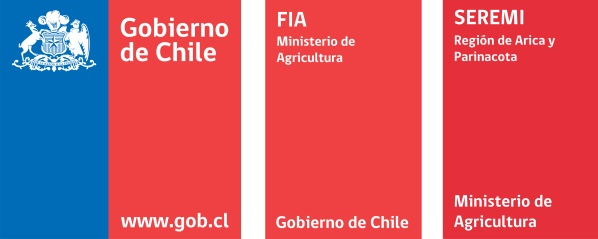 Gobierno
de Chile
www.gob.cl
FIA
Ministerio de
Agricultura
Gobierno de Chile
SEREMI
Región de Arica y
Parinacota
Ministerio de
Agricultura